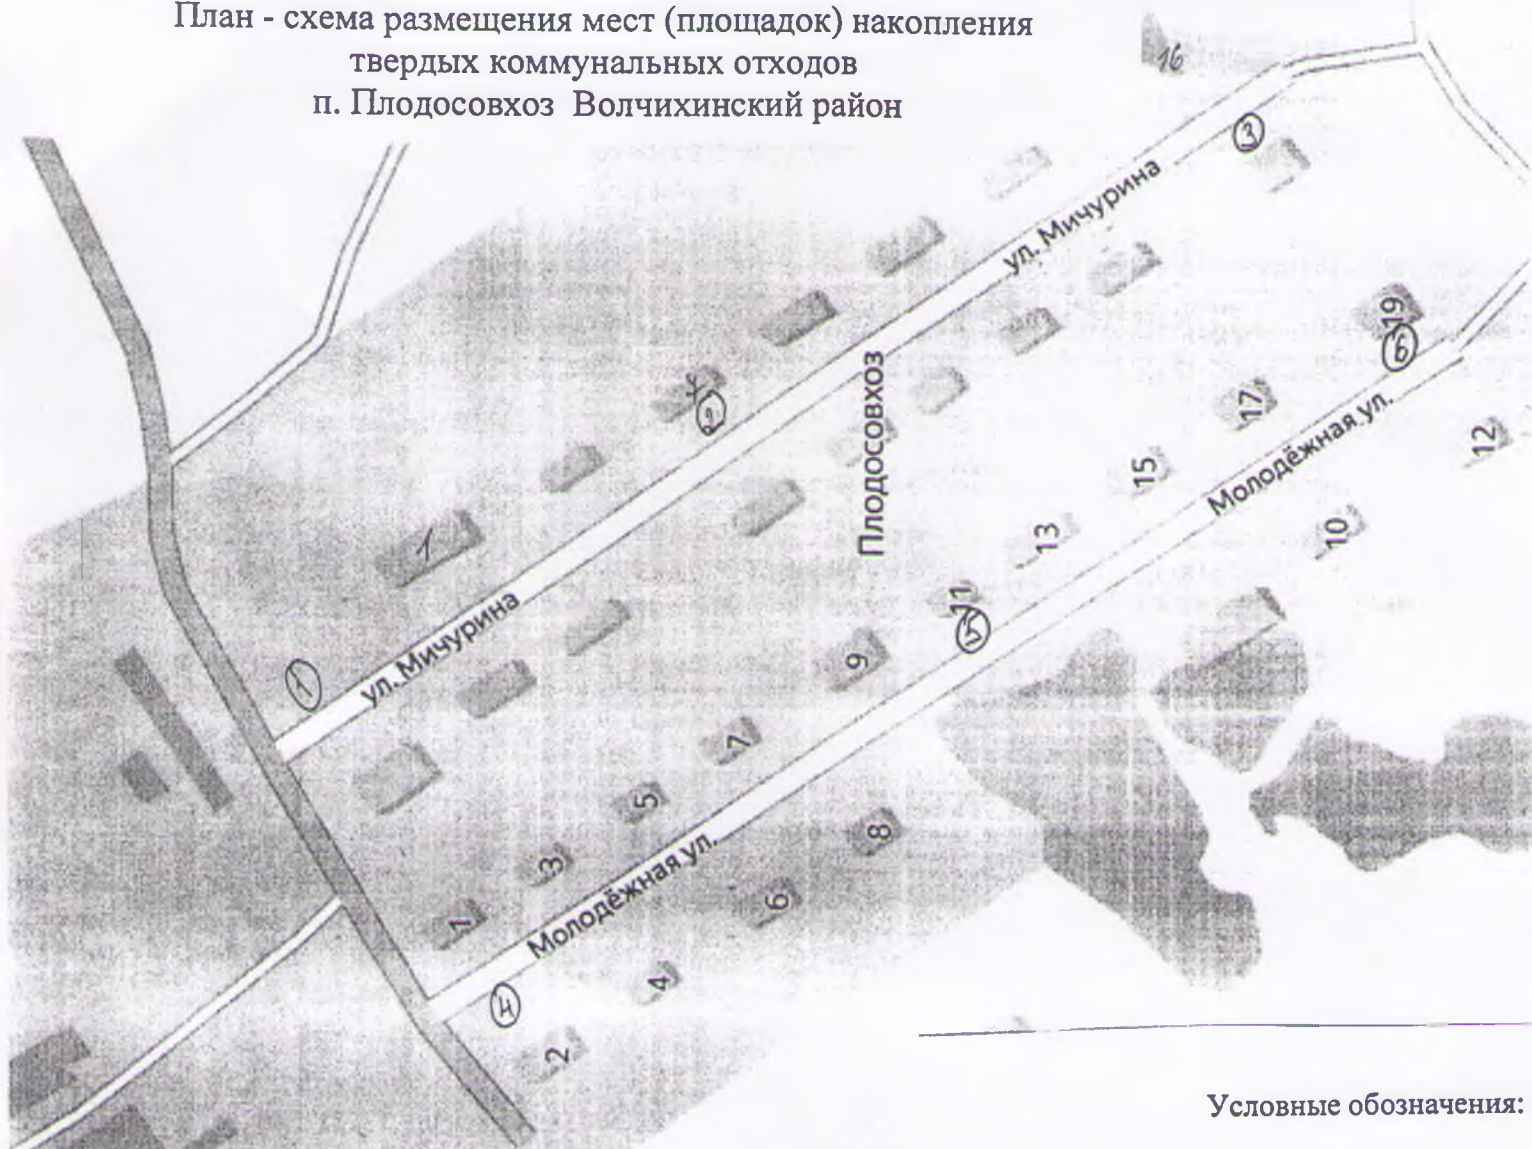 План - схема размещения мест (площадок) накопления
твердых коммунальных отходов
п. Плодосовхоз Волчихинский район
16
3
ул. Мичурина
19
6
2
Плодосовхоз
17
Молодёжная ул.
12
15
10
13
1
11
5
ул. Мичурина
1
9
7
5
8
3
Молодёжная ул.
6
1
4
4
2
Условные обозначения: